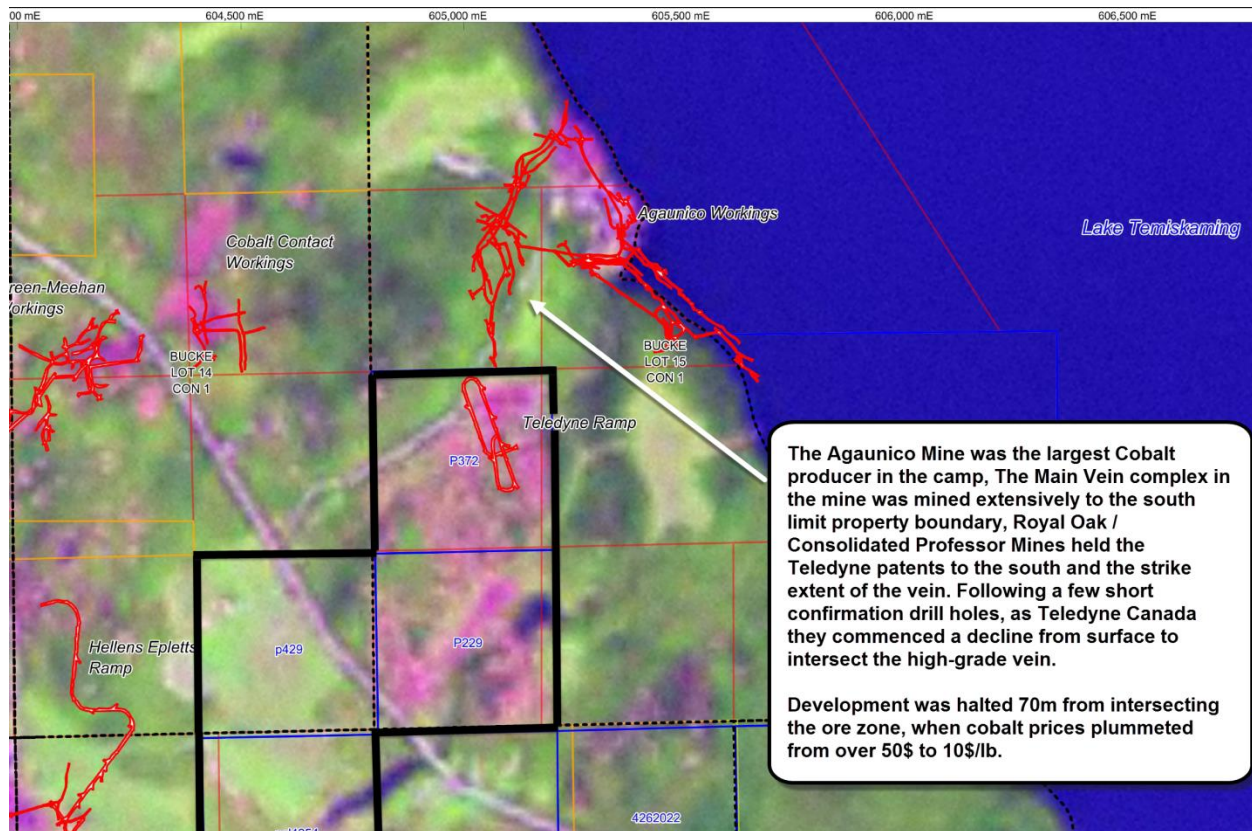 00 mE
604,500 mE
605,000 mE
605,500 mE
606,000 mE
606,500 mE
Agaunico Workings
Lake Temiskaming
Cobalt Contact
Workings
reen-Meehan
orkings
BUCKE
LOT 14
CON 1
BUCKE
LOT 15
CON 1
Teledyne Ramp
P372
The Agaunico Mine was the largest Cobalt
producer in the camp, The Main Vein complex in
the mine was mined extensively to the south
limit property boundary, Royal Oak /
Consolidated Professor Mines held the
Teledyne patents to the south and the strike
extent of the vein. Following a few short
confirmation drill holes, as Teledyne Canada
they commenced a decline from surface to
intersect the high-grade vein.
Development was halted 70m from intersecting
the ore zone, when cobalt prices plummeted
from over 50$ to 10$/lb.
Hellens Epletts
Ramp
p429
P229
4262022